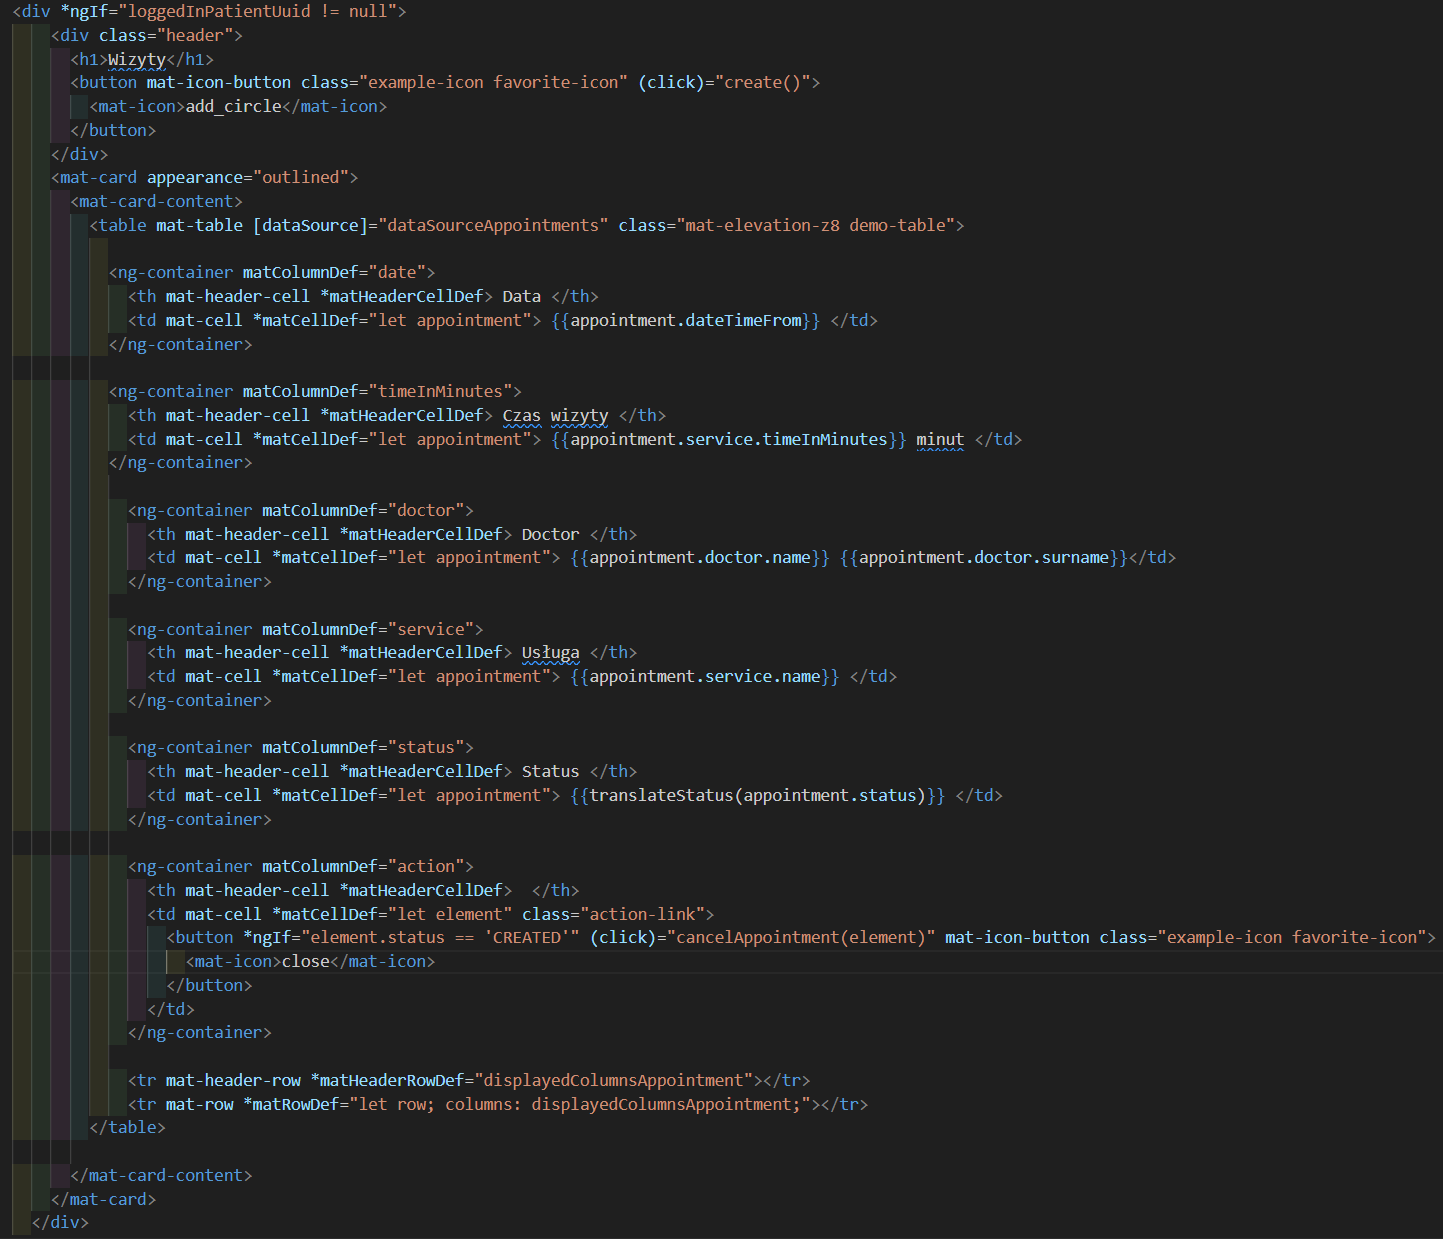 <div *ngIf="loggedInPatientUuid != null">
<div class="header">
<h1>Wizyty</h1>
<button mat-icon-button class="example-icon favorite-icon" (click)="create()">
<mat-icon>add_circle</mat-icon>
</button>
</div>
<mat-card appearance="outlined">
<mat-card-content>
<table mat-table [dataSource]="dataSourceAppointments" class="mat-elevation-z8 demo-table">
<ng-container matColumnDef="date">
<th mat-header-cell *matHeaderCellDef> Data </th>
<td mat-cell *matCellDef="let appointment"> {{appointment.dateTimeFrom}} </td>
</ng-container>
<ng-container matColumnDef="timeInMinutes">
<th mat-header-cell *matHeaderCellDef> Czas wizyty </th>
<td mat-cell *matCellDef="let appointment"> {{appointment.service.timeInMinutes}} minut </td>
</ng-container>
<ng-container matColumnDef="doctor">
<th mat-header-cell *matHeaderCellDef> Doctor </th>
<td mat-cell *matCellDef="let appointment"> {{appointment.doctor.name}} {{appointment.doctor.surname}}</td>
</ng-container>
<ng-container matColumnDef="service">
<th mat-header-cell *matHeaderCellDef> Usługa </th>
<td mat-cell *matCellDef="let appointment"> {{appointment.service.name}} </td>
</ng-container>
<ng-container matColumnDef="status">
<th mat-header-cell *matHeaderCellDef> Status </th>
<td mat-cell *matCellDef="let appointment"> {{translateStatus(appointment.status)}} </td>
</ng-container>
<ng-container matColumnDef="action">
<th mat-header-cell *matHeaderCellDef>  </th>
<td mat-cell *matCellDef="let element" class="action-link">
<button *ngIf="element.status == 'CREATED'" (click)="cancelAppointment(element)" mat-icon-button class="example-icon favorite-icon">
<mat-icon>close</mat-icon>
</button>
</td>
</ng-container>
<tr mat-header-row *matHeaderRowDef="displayedColumnsAppointment"></tr>
<tr mat-row *matRowDef="let row; columns: displayedColumnsAppointment;"></tr>
</table>
</mat-card-content>
</mat-card>
</div>